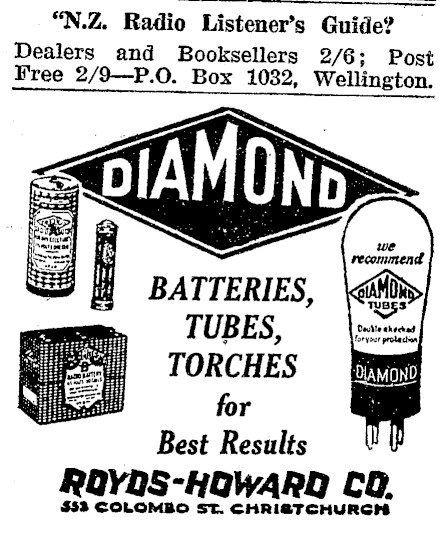 “N.Z. Radio Listener's Guide?
Dealers and Booksellers 2/6; Post
Free 2/9—P.O. Box 1032, Wellington.
DIAMOND
we
recommend
DIAMOND
TUBES
Double checked
for your protection
DIAMOND
BATTERIES,
TUBES,
TORCHES
for
Best Results
ROYDS-HOWARD CO.
553 COLOMBO ST. CHRISTCHURCH